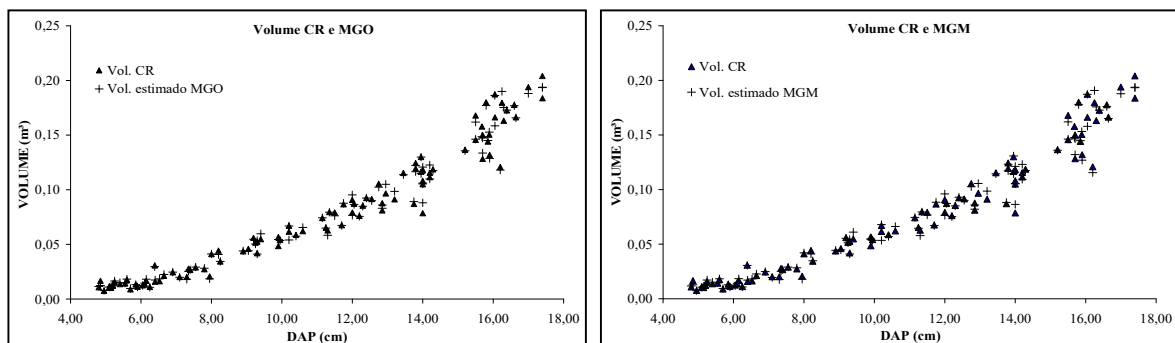 Volume CR e MGO
0,25
0,20
0,15
0,10
0,05
0,00
VOLUME (m³)
Vol. CR
Vol. estimado MGO
4,00 6,00 8,00 10,00 12,00 14,00 16,00 18,00
DAP (cm)
Volume CR e MGM
0,25
0,20
0,15
0,10
0,05
0,00
VOLUME (m³)
Vol. CR
Vol. estimado MGM
4,00 6,00 8,00 10,00 12,00 14,00 16,00 18,00
DAP (cm)